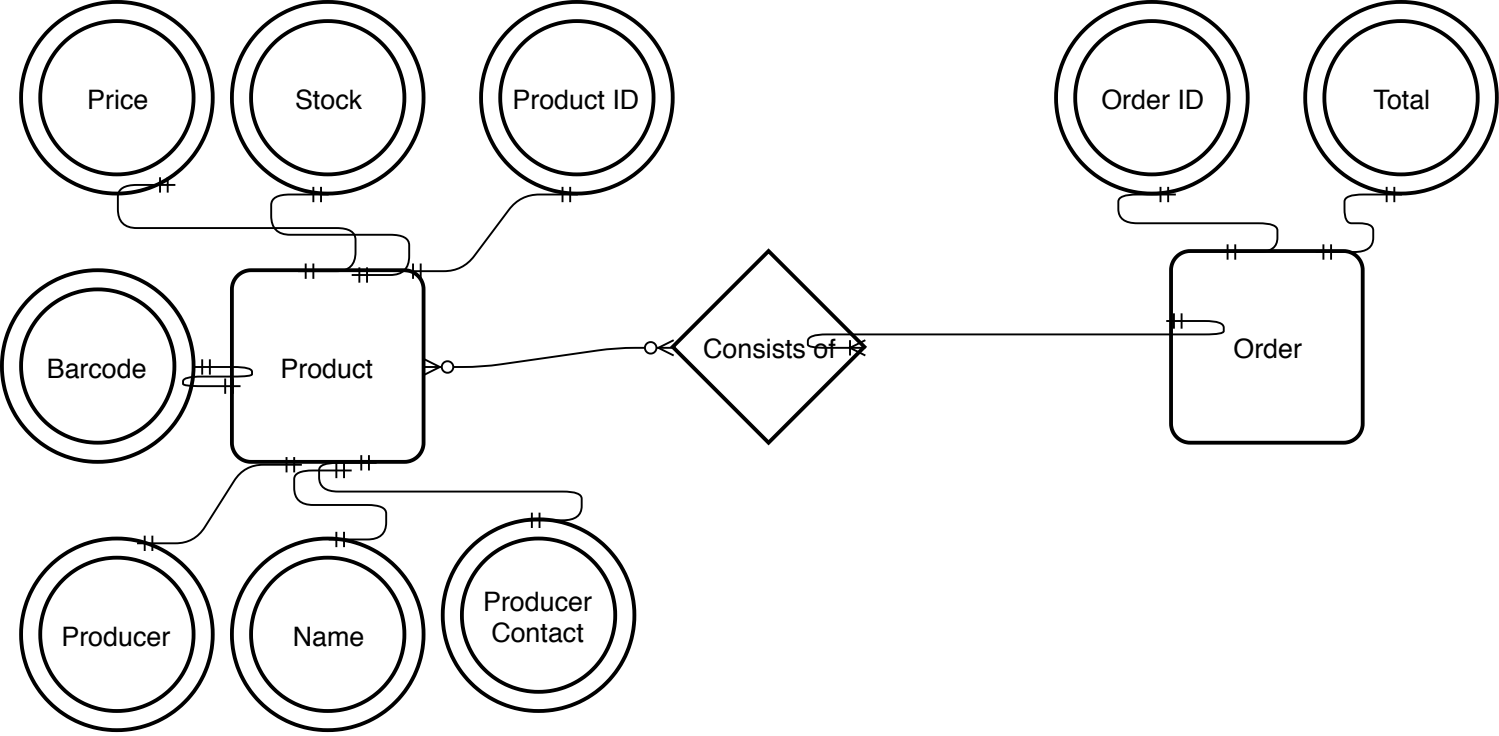 Price
Stock
Product ID
Order ID
Total
Barcode
Product
Consists of
Order
Producer
Name
Producer
Contact